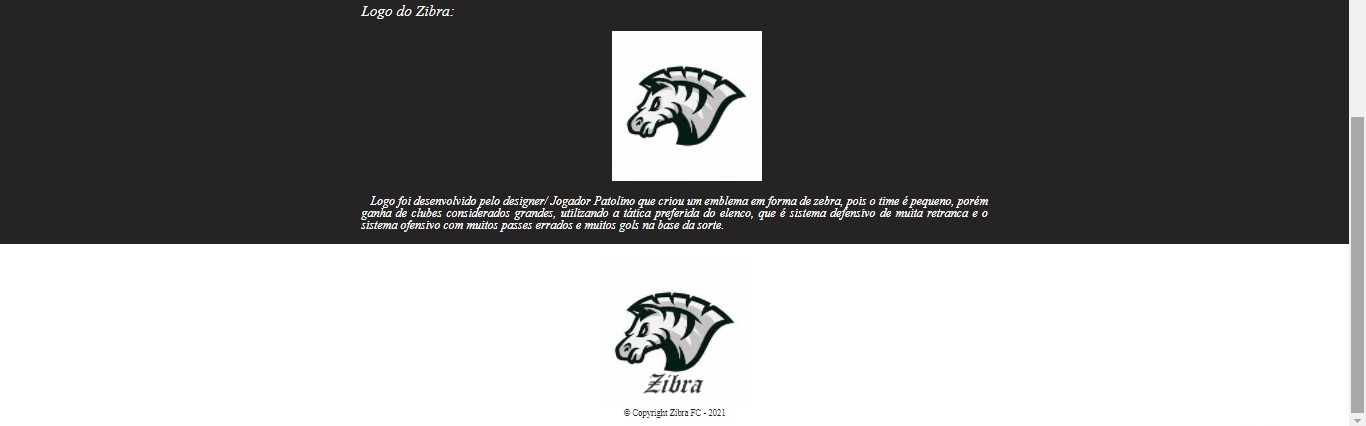 Logo do Zibra:
Logo foi desenvolvido pelo designer/ Jogador Patolino que criou um emblema em forma de zebra, pois o time é pequeno, porém
ganha de clubes considerados grandes, utilizando a tática preferida do elenco, que é sistema defensivo de muita retranca e o
sistema ofensivo com muitos passes errados e muitos gols na base da sorte.
Zibra
© Copyright Zibra FC - 2021